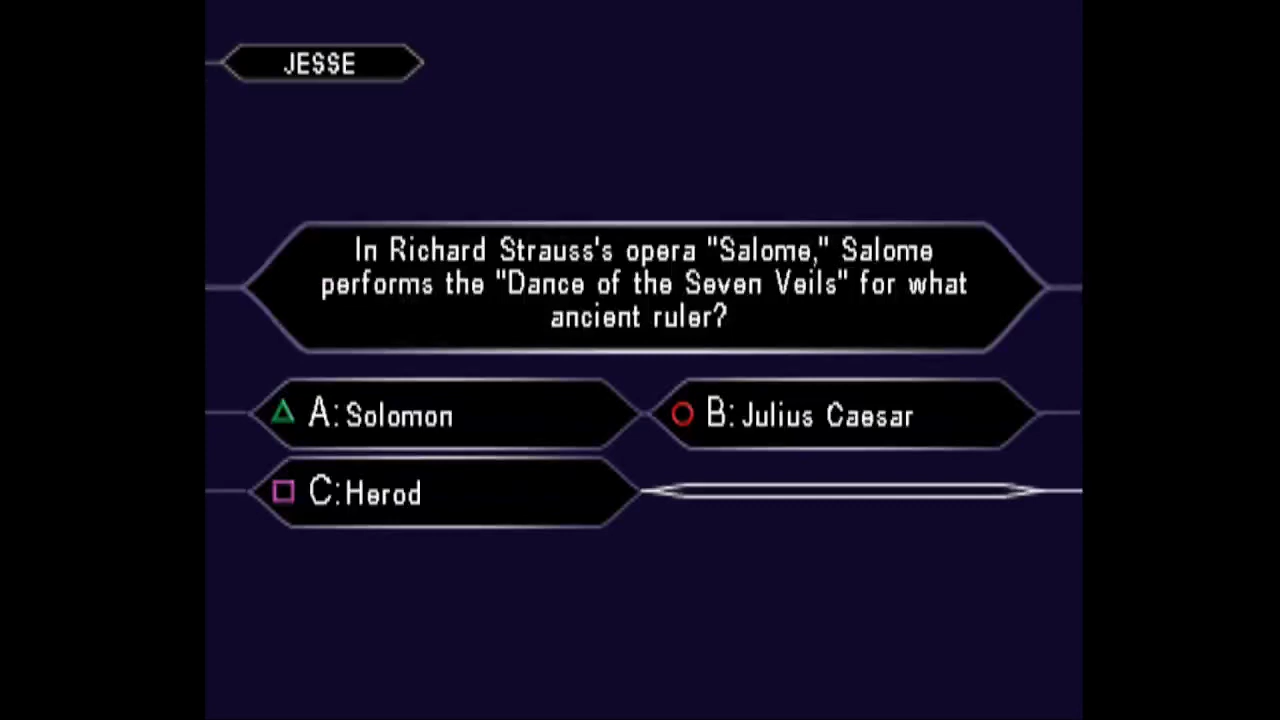 JESSE
In Richard Strauss's opera "Salome," Salome
performs the "Dance of the Seven Veils" for what
ancient ruler?
A: Solomon
B: Julius Caesar
C: Herod